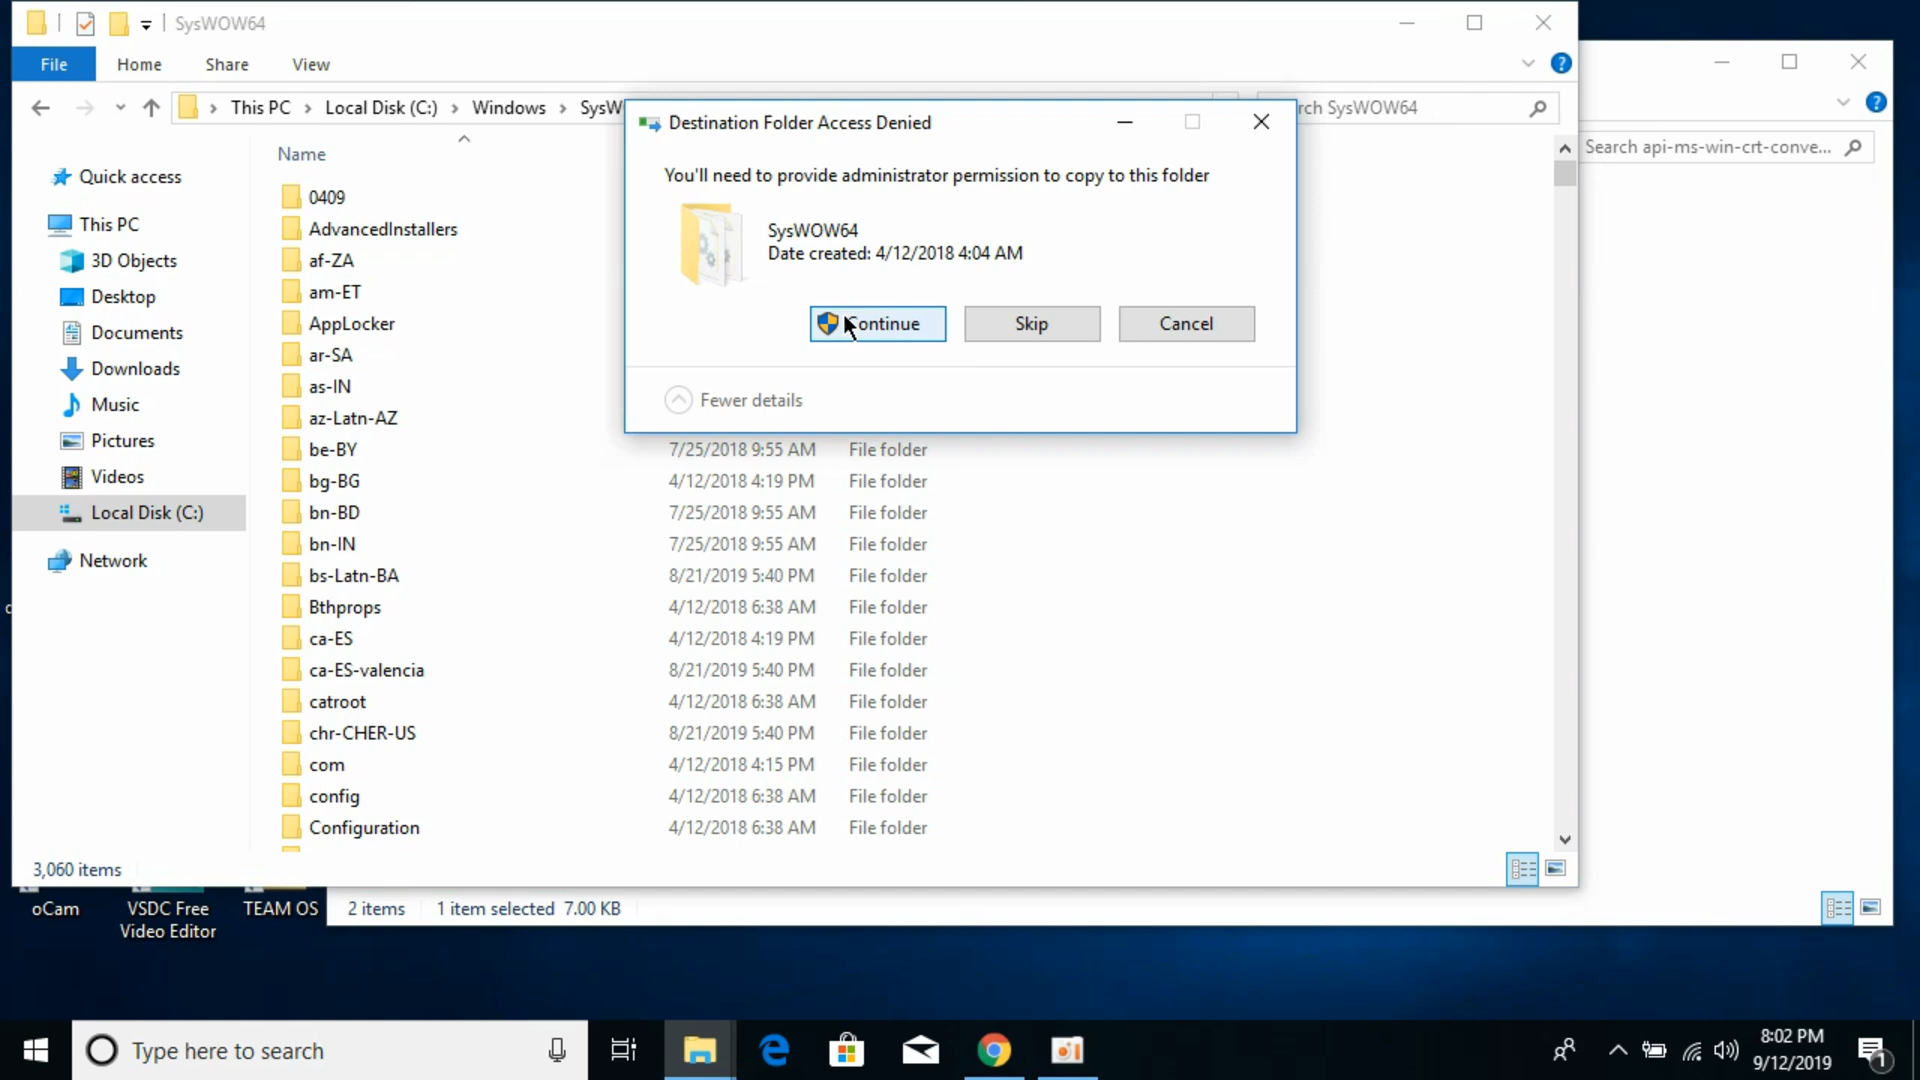 SysWOW64
File
Home
Share
View
This PC
Local Disk (C:)
Windows
SysW
rch SysWOW64
Search api-ms-win-crt-conve...
Quick access
This PC
3D Objects
Desktop
Documents
Downloads
Music
Pictures
Videos
Local Disk (C:)
Network
Name
0409
AdvancedInstallers
af-ZA
am-ET
AppLocker
ar-SA
as-IN
az-Latn-AZ
be-BY 7/25/2018 9:55 AM File folder
bg-BG 4/12/2018 4:19 PM File folder
bn-BD 7/25/2018 9:55 AM File folder
bn-IN 7/25/2018 9:55 AM File folder
bs-Latn-BA 8/21/2019 5:40 PM File folder
Bthprops 4/12/2018 6:38 AM File folder
ca-ES 4/12/2018 4:19 PM File folder
ca-ES-valencia 8/21/2019 5:40 PM File folder
catroot 4/12/2018 6:38 AM File folder
chr-CHER-US 8/21/2019 5:40 PM File folder
com 4/12/2018 4:15 PM File folder
config 4/12/2018 6:38 AM File folder
Configuration 4/12/2018 6:38 AM File folder
3,060 items
Destination Folder Access Denied
You'll need to provide administrator permission to copy to this folder
SysWOW64
Date created: 4/12/2018 4:04 AM
Continue
Skip
Cancel
Fewer details
oCam
VSDC Free
Video Editor
TEAM OS
2 items
1 item selected 7.00 KB
Type here to search
8:02 PM
9/12/2019
1